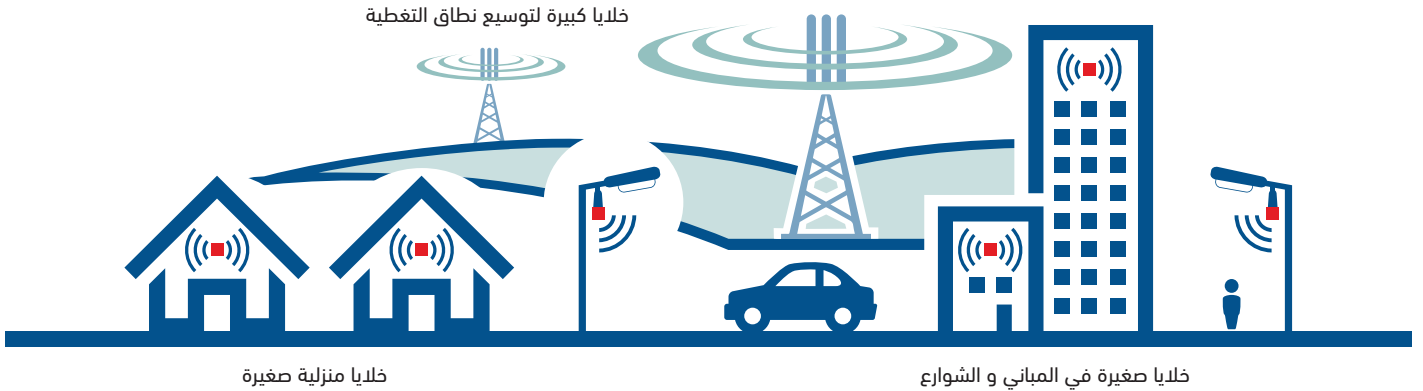 خلايا كبيرة لتوسيع نطاق التغطية
خلايا صغيرة في المباني و الشوارع
خلايا منزلية صغيرة